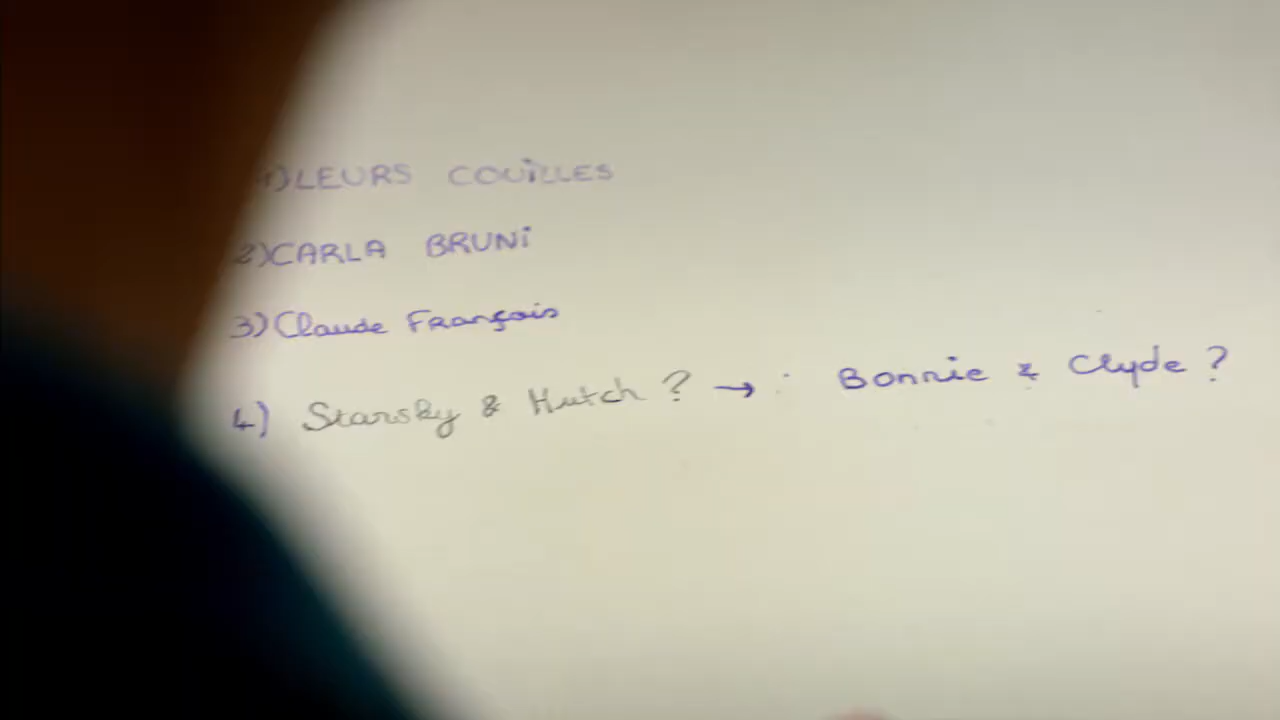 1) LEURS COUILLES
2) CARLA BRUNi
3) Claude François
4) Starsky & Hutch ? → : Bonnie & Clyde ?